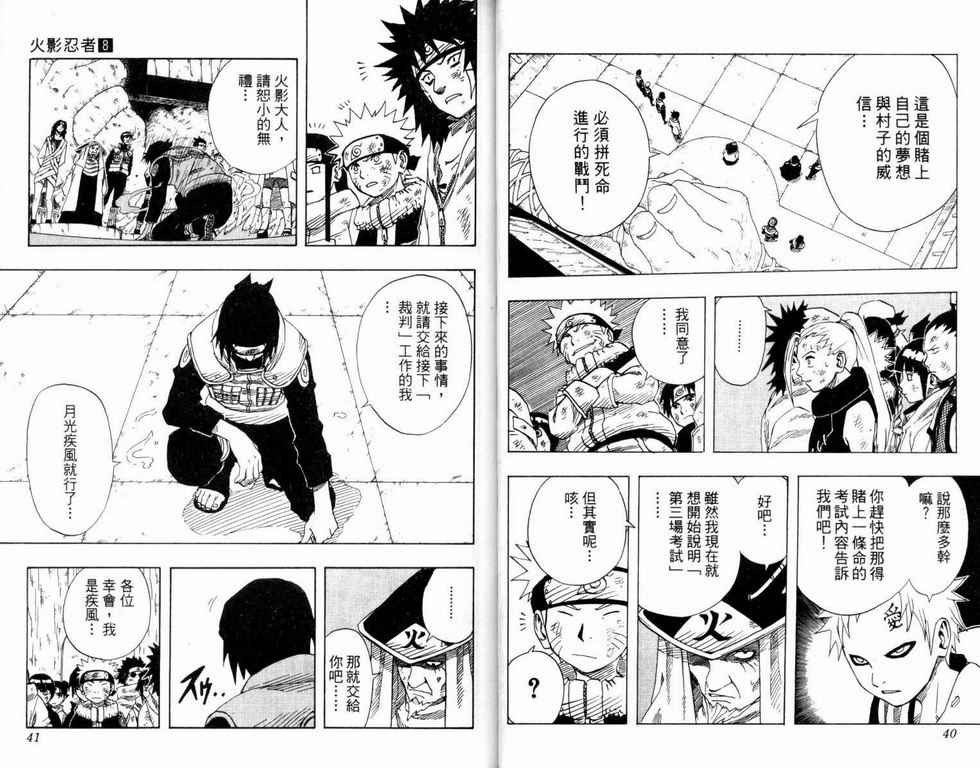 這是個賭上
自己的夢想
與村子的威
信…
必須拼死命
進行的戰鬥！
………
我同意了
…
說那麼多幹
嘛？
你趕快把那得
賭上一條命的
考試內容告訴
我們吧！
好吧…
雖然我現在就
想開始說明「
第三場考試」
……
火
愛
但其實呢…
咳…
？
40
火影忍者8
火影大人，
請恕小的無
禮…
接下來的事情，
就請交給接下「
裁判」工作的我
……
月光疾風就行了…
………
那就交給
你吧……
火
スゥ..
各位
幸會，我
是疾風…
41